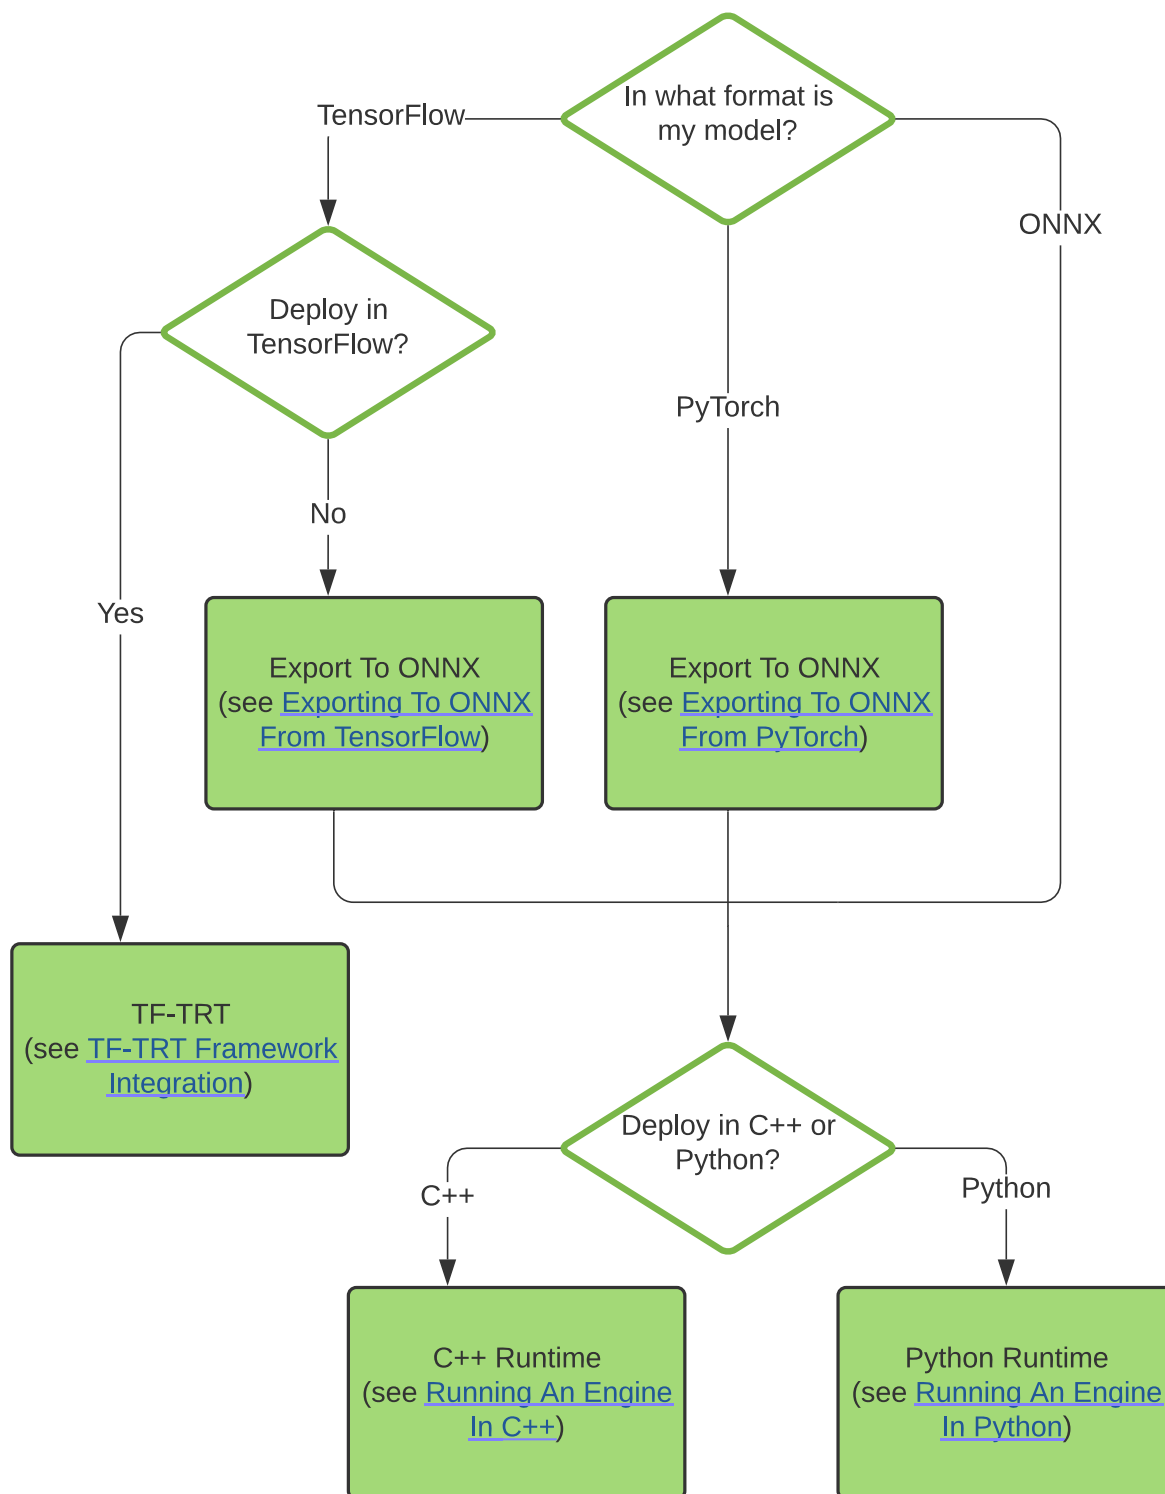 In what format is
my model?
TensorFlow
ONNX
Deploy in
TensorFlow?
PyTorch
No
Yes
Export To ONNX
(see Exporting To ONNX
From TensorFlow)
Export To ONNX
(see Exporting To ONNX
From PyTorch)
TF-TRT
(see TF-TRT Framework
Integration)
Deploy in C++ or
Python?
C++
Python
C++ Runtime
(see Running An Engine
In C++)
Python Runtime
(see Running An Engine
In Python)